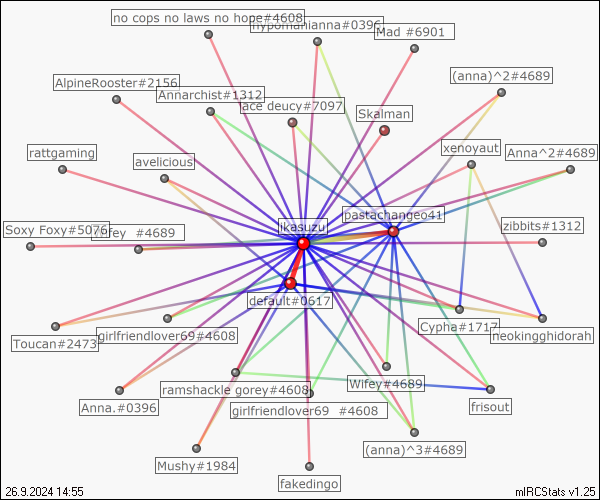 no cops no laws no hope#4608
hypomanianna#0396
Mad #6901
AlpineRooster#2156
Annarchist#1312
ace deucy#7097
Skalman
(anna)^2#4689
rattgaming
avelicious
xenoyaut
Anna^2#4689
Soxy Foxy#5076
#4689
ikasuzu
pastachangeo41
zibbits#1312
default#0617
Toucan#2473
girlfriendlover69#4608
Cypha#1717
neokingghidorah
Anna.#0396
ramshackle gorey#4608
girlfriendlover69 #4608
Wifey#4689
frisout
Mushy#1984
(anna)^3#4689
fakedingo
26.9.2024 14:55
mIRCStats v1.25